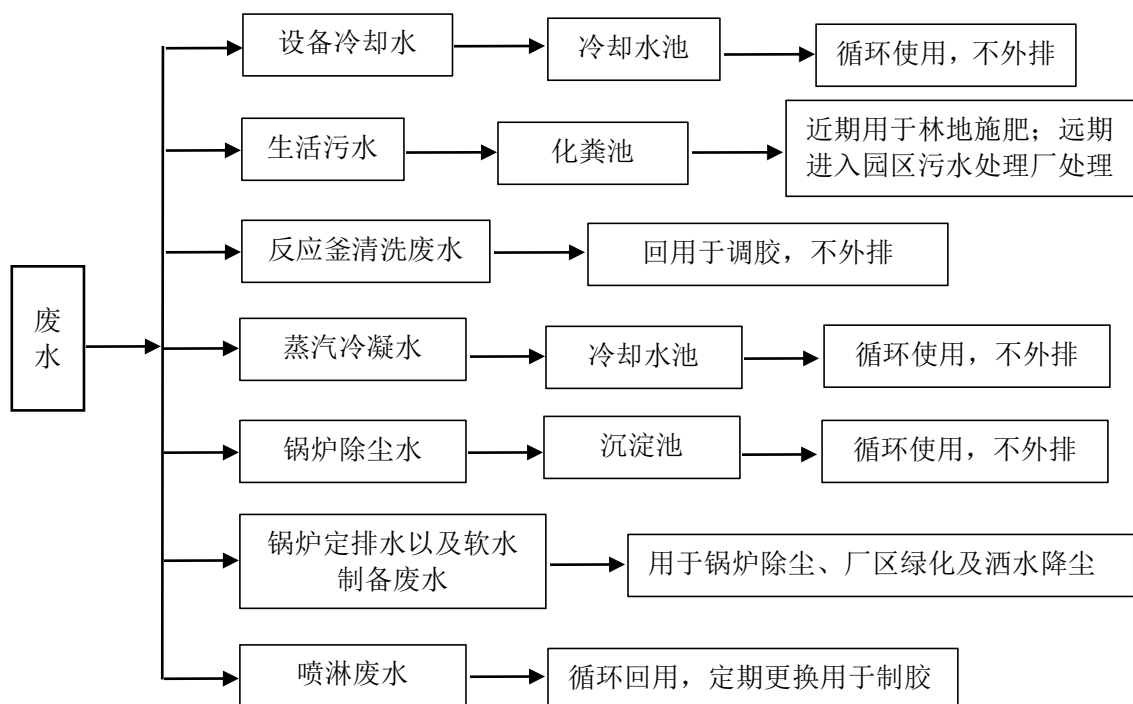 设备冷却水
冷却水池
循环使用，不外排
生活污水
化粪池
近期用于林地施肥；远期
进入园区污水处理厂处理
反应釜清洗废水
回用于调胶，不外排
废
水
蒸汽冷凝水
冷却水池
循环使用，不外排
锅炉除尘水
沉淀池
循环使用，不外排
锅炉定排水以及软水
制备废水
用于锅炉除尘、厂区绿化及洒水降尘
喷淋废水
循环回用，定期更换用于制胶